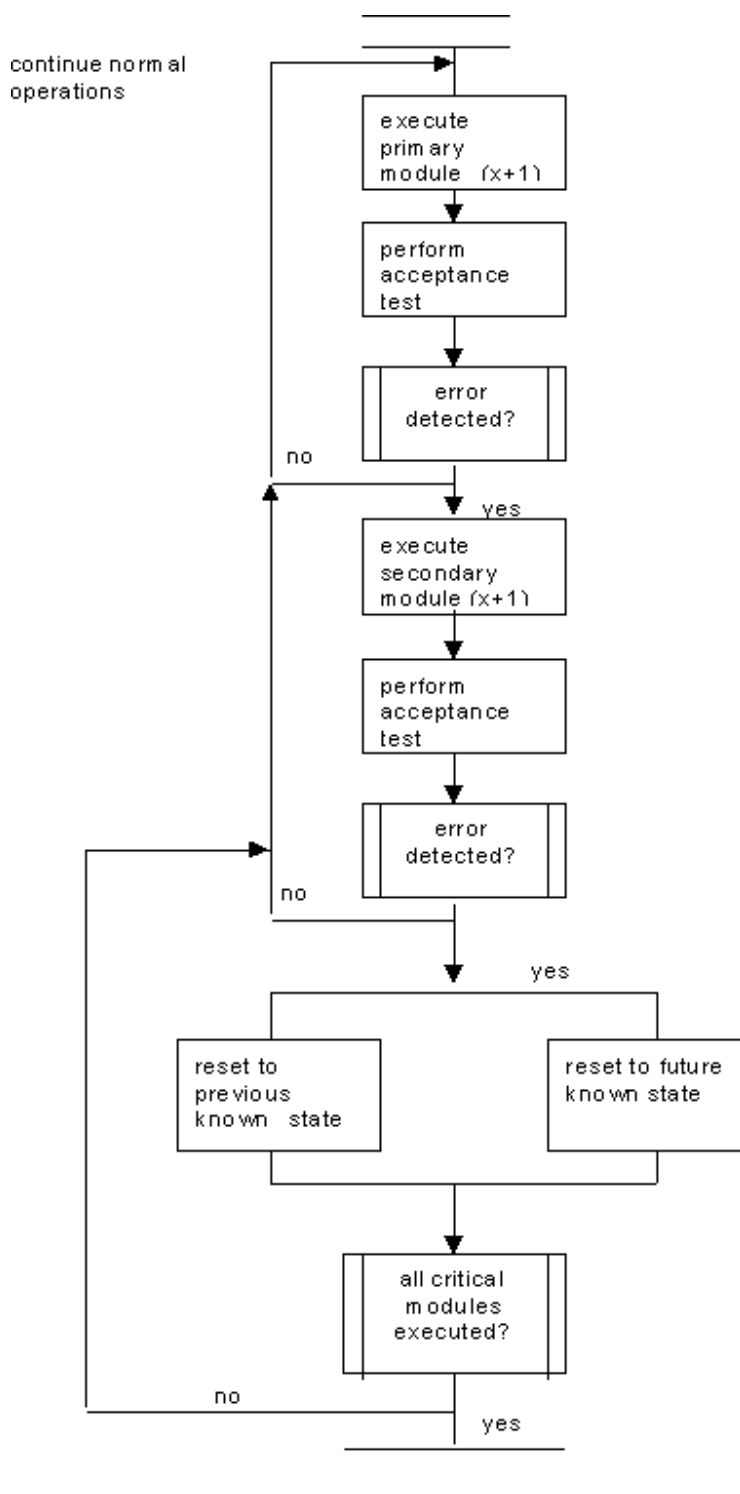 continue normal
operations
execute
primary
module (x+1)
perform
acceptance
test
error
detected?
no
yes
execute
secondary
module (x+1)
perform
acceptance
test
error
detected?
no
yes
reset to
previous
known state
reset to future
known state
all critical
modules
executed?
no
yes